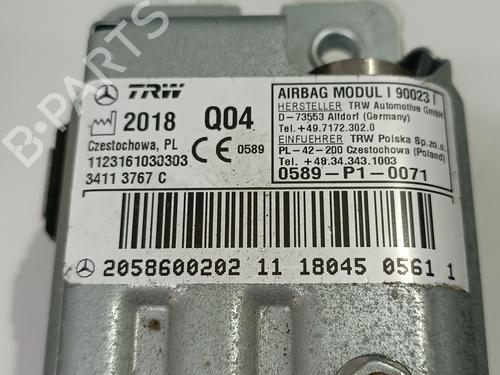 TRW
2018 Q04
Czestochowa, PL
1123161030303
3411 3767 C
CE 0589
AIRBAG MODUL I 90023 I
HERSTELLER TRW Automotive GmbH
D-73553 Alfdorf (Germany)
Tel.+49.7172.302.0
EINFUEHRER TRW Polska Sp.zo.o.
PL-42-200 Czestochowa (Poland)
Tel.+48.34.343.1003
0589-P1-0071
2058600202 11 18045 0561 1